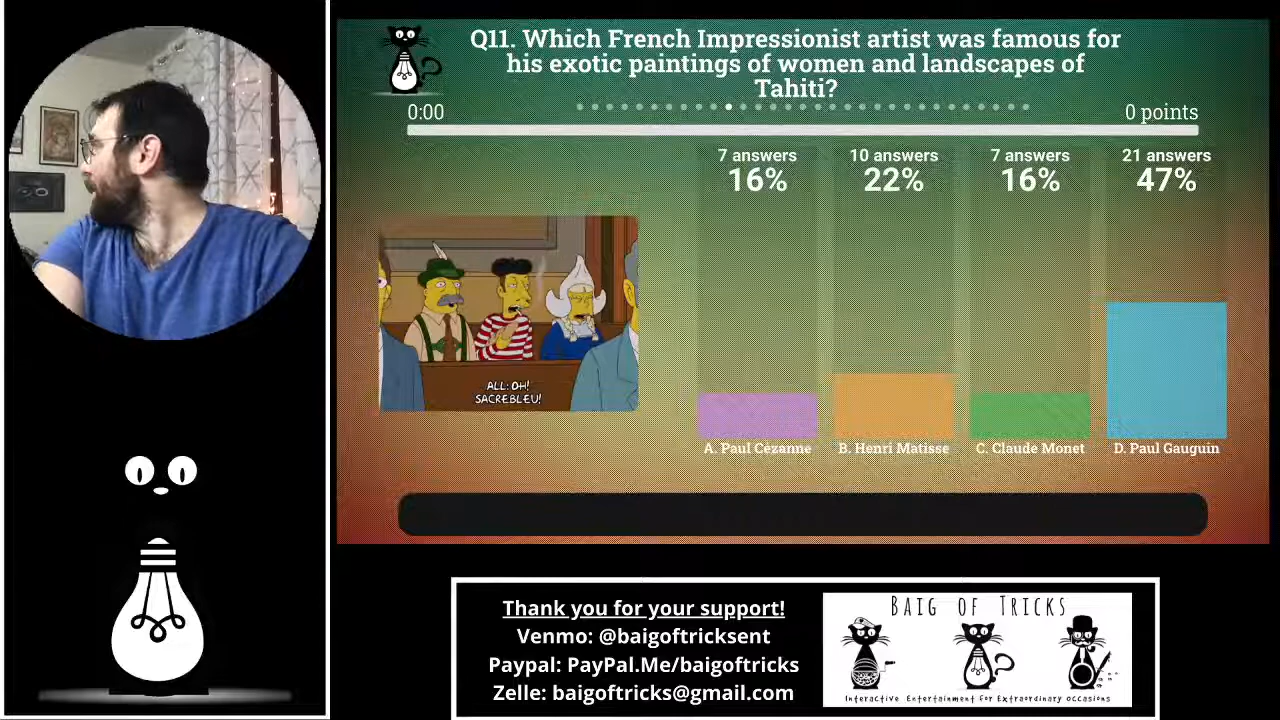 Q11. Which French Impressionist artist was famous for
his exotic paintings of women and landscapes of
Tahiti?
0:00
0 points
7 answers
16%
10 answers
22%
7 answers
16%
21 answers
47%
ALL: OH!
SACREBLEU!
A. Paul Cézanne
B. Henri Matisse
C. Claude Monet
D. Paul Gauguin
Thank you for your support!
Venmo: @baigoftricksent
Paypal: PayPal.Me/baigoftricks
Zelle: baigoftricks@gmail.com
BAIG OF TRICKS
Interactive Entertainment for Extraordinary Occasions